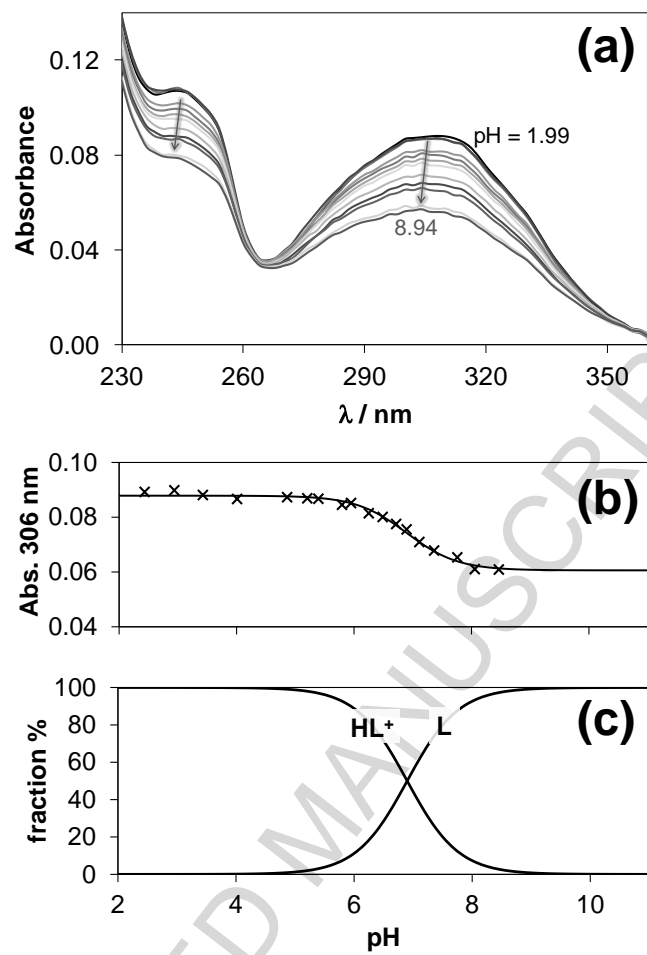 (a)
0.12
0.08
0.04
0.00
Absorbance
pH = 1.99
8.94
230 260 290 320 350
λ / nm
(b)
0.10
0.08
0.06
0.04
Abs. 306 nm
(c)
100
80
60
40
20
0
fraction %
HL⁺ L
2 4 6 8 10
pH
ED MANUSCRIP